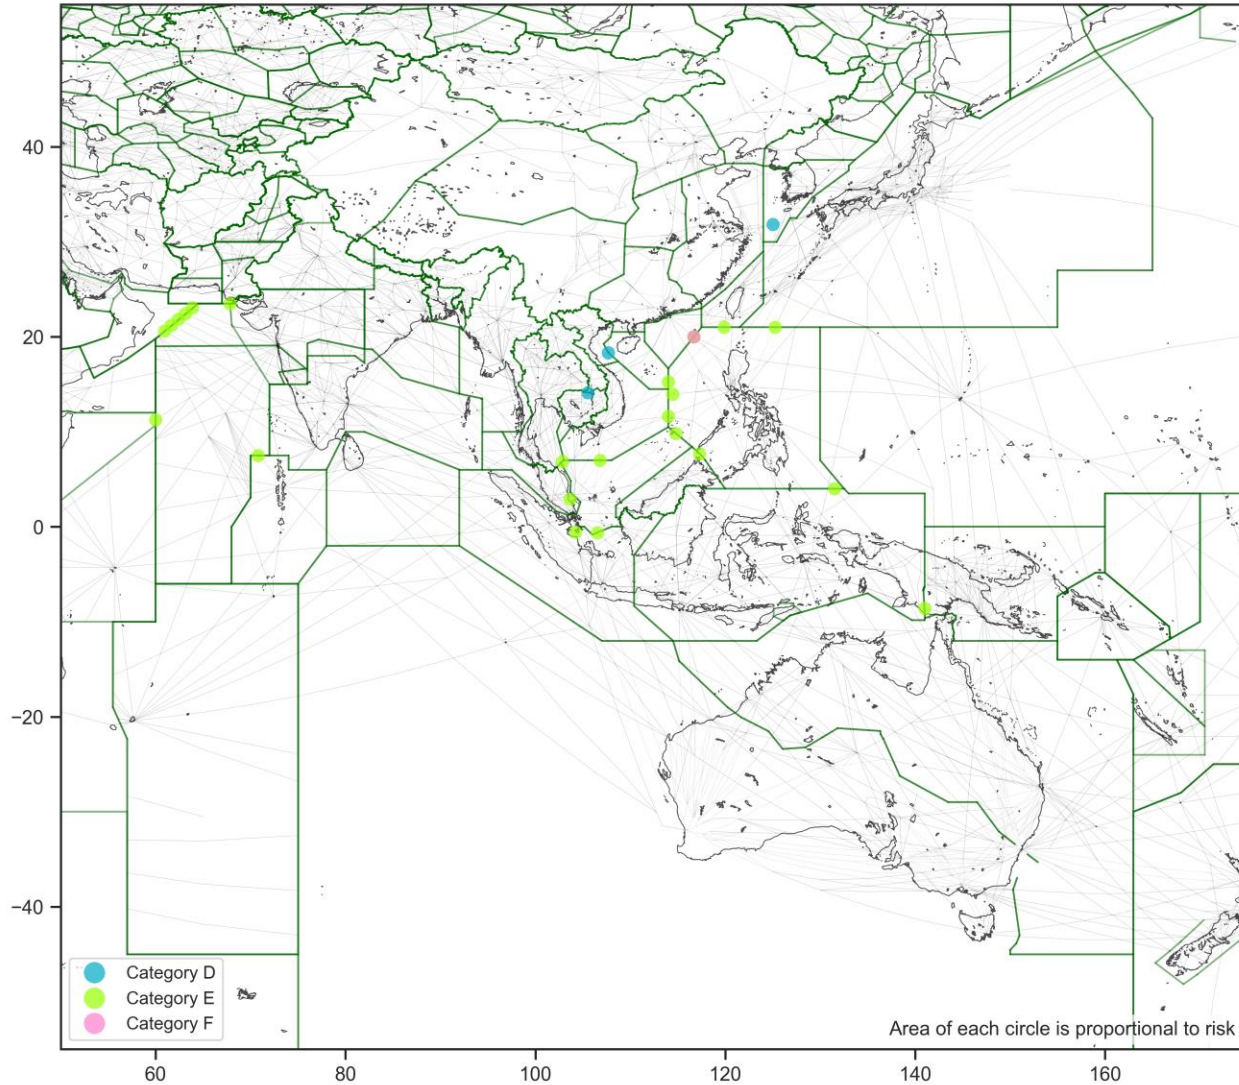 40
20
0
−20
−40
Category D
Category E
Category F
Area of each circle is proportional to risk
60 80 100 120 140 160